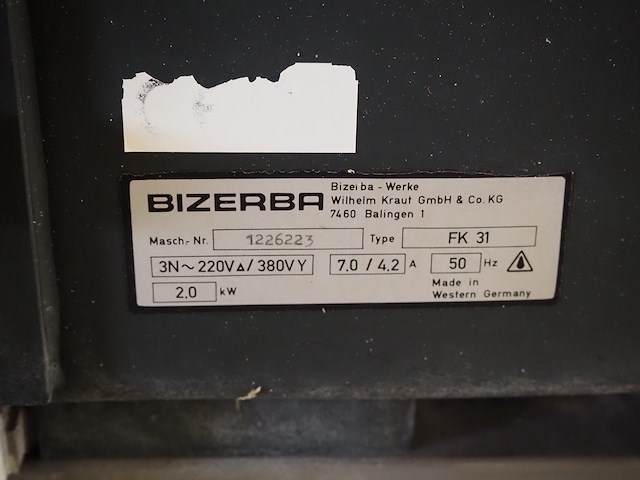 BIZERBA
Bizerba - Werke
Wilhelm Kraut GmbH & Co. KG
7460 Balingen 1
Masch.- Nr. 1226223 Type FK 31
3N~220V▵/380VY 7.0 / 4.2 A 50 Hz
2.0 kW
Made in
Western Germany